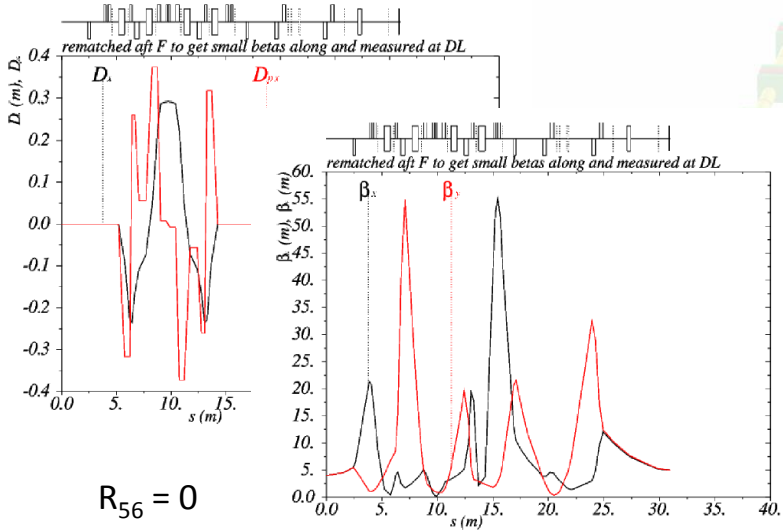 rematched aft F to get small betas along and measured at DL
D x
D px
D (m), D
0.4
0.3
0.2
0.1
0.0
-0.1
-0.2
-0.3
-0.4
0.0 5. 10. 15.
s (m)
rematched aft F to get small betas along and measured at DL
β x
β y
β (m), β (m)
60.
55.
50.
45.
40.
35.
30.
25.
20.
15.
10.
5.
0.0
0.0 5. 10. 15. 20. 25. 30. 35. 40.
s (m)
R56 = 0